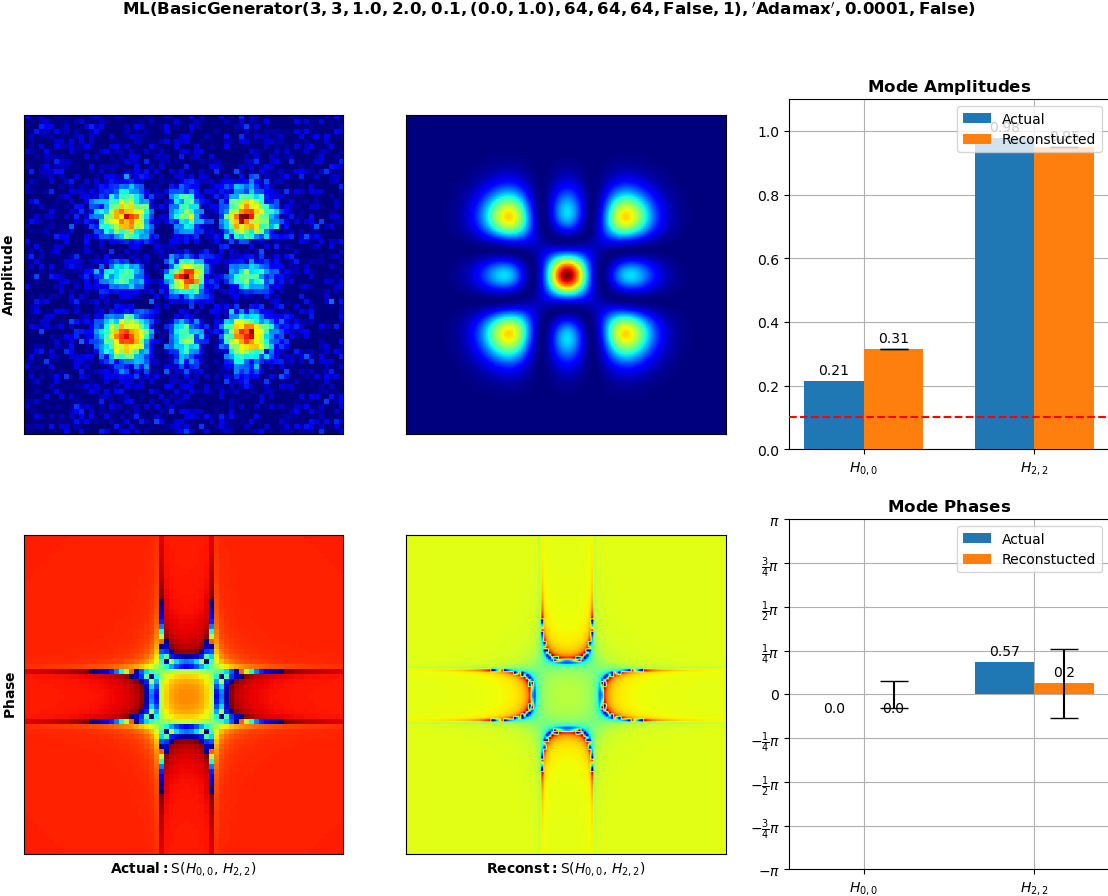 ML(BasicGenerator(3, 3, 1.0, 2.0, 0.1, (0.0, 1.0), 64, 64, 64, False, 1), ′Adamax′, 0.0001, False)
Amplitude
Mode Amplitudes
Actual
Reconstucted
1.0
0.8
0.6
0.4
0.2
0.0
0.98
0.31
0.21
H0,0
H2,2
Phase
Actual: S(H0,0, H2,2)
Reconst: S(H0,0, H2,2)
Mode Phases
Actual
Reconstucted
π
3/4π
1/2π
1/4π
0
−1/4π
−1/2π
−3/4π
−π
0.57
0.2
0.0
0.0
H0,0
H2,2